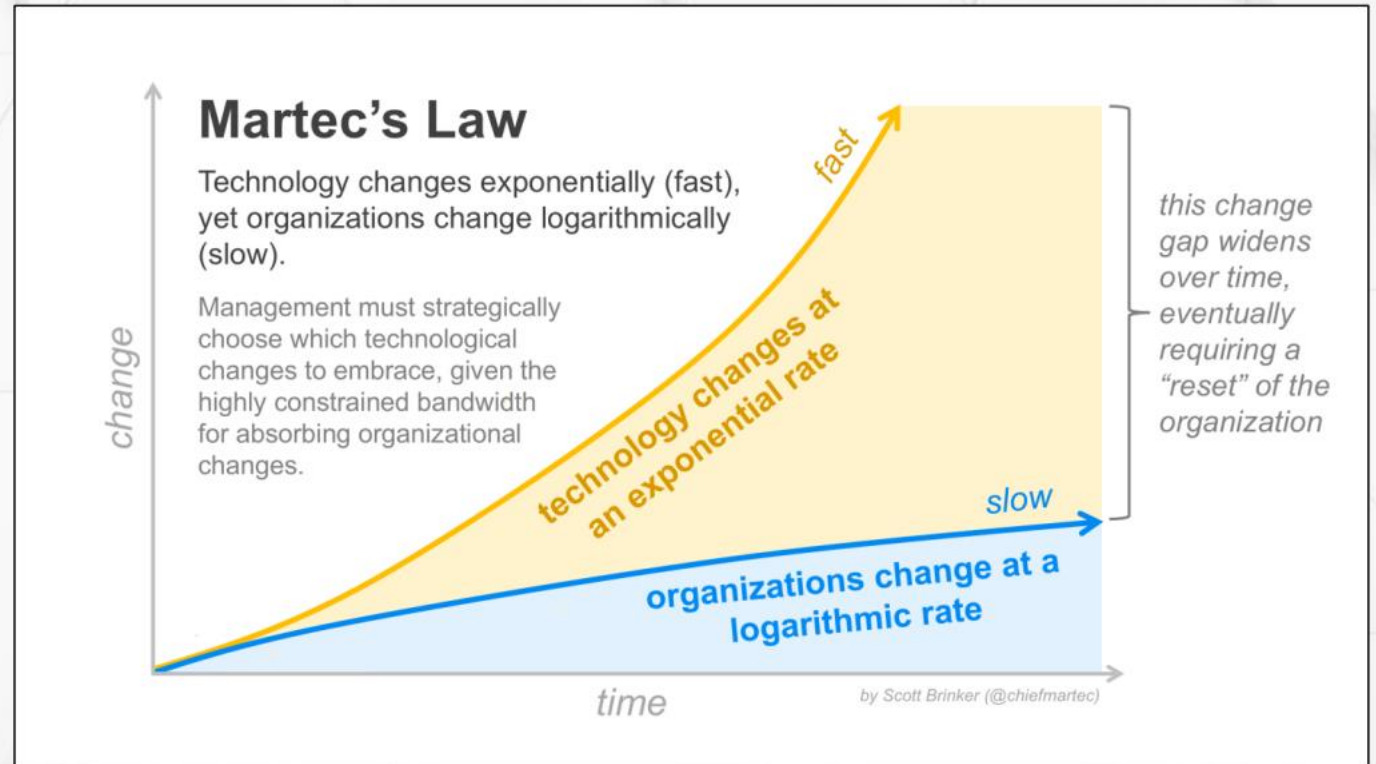 Martec's Law
Technology changes exponentially (fast),
yet organizations change logarithmically
(slow).
Management must strategically
choose which technological
changes to embrace, given the
highly constrained bandwidth
for absorbing organizational
changes.
change
fast
technology changes at
an exponential rate
this change
gap widens
over time,
eventually
requiring a
“reset” of the
organization
slow
organizations change at a
logarithmic rate
time
by Scott Brinker (@chiefmartec)